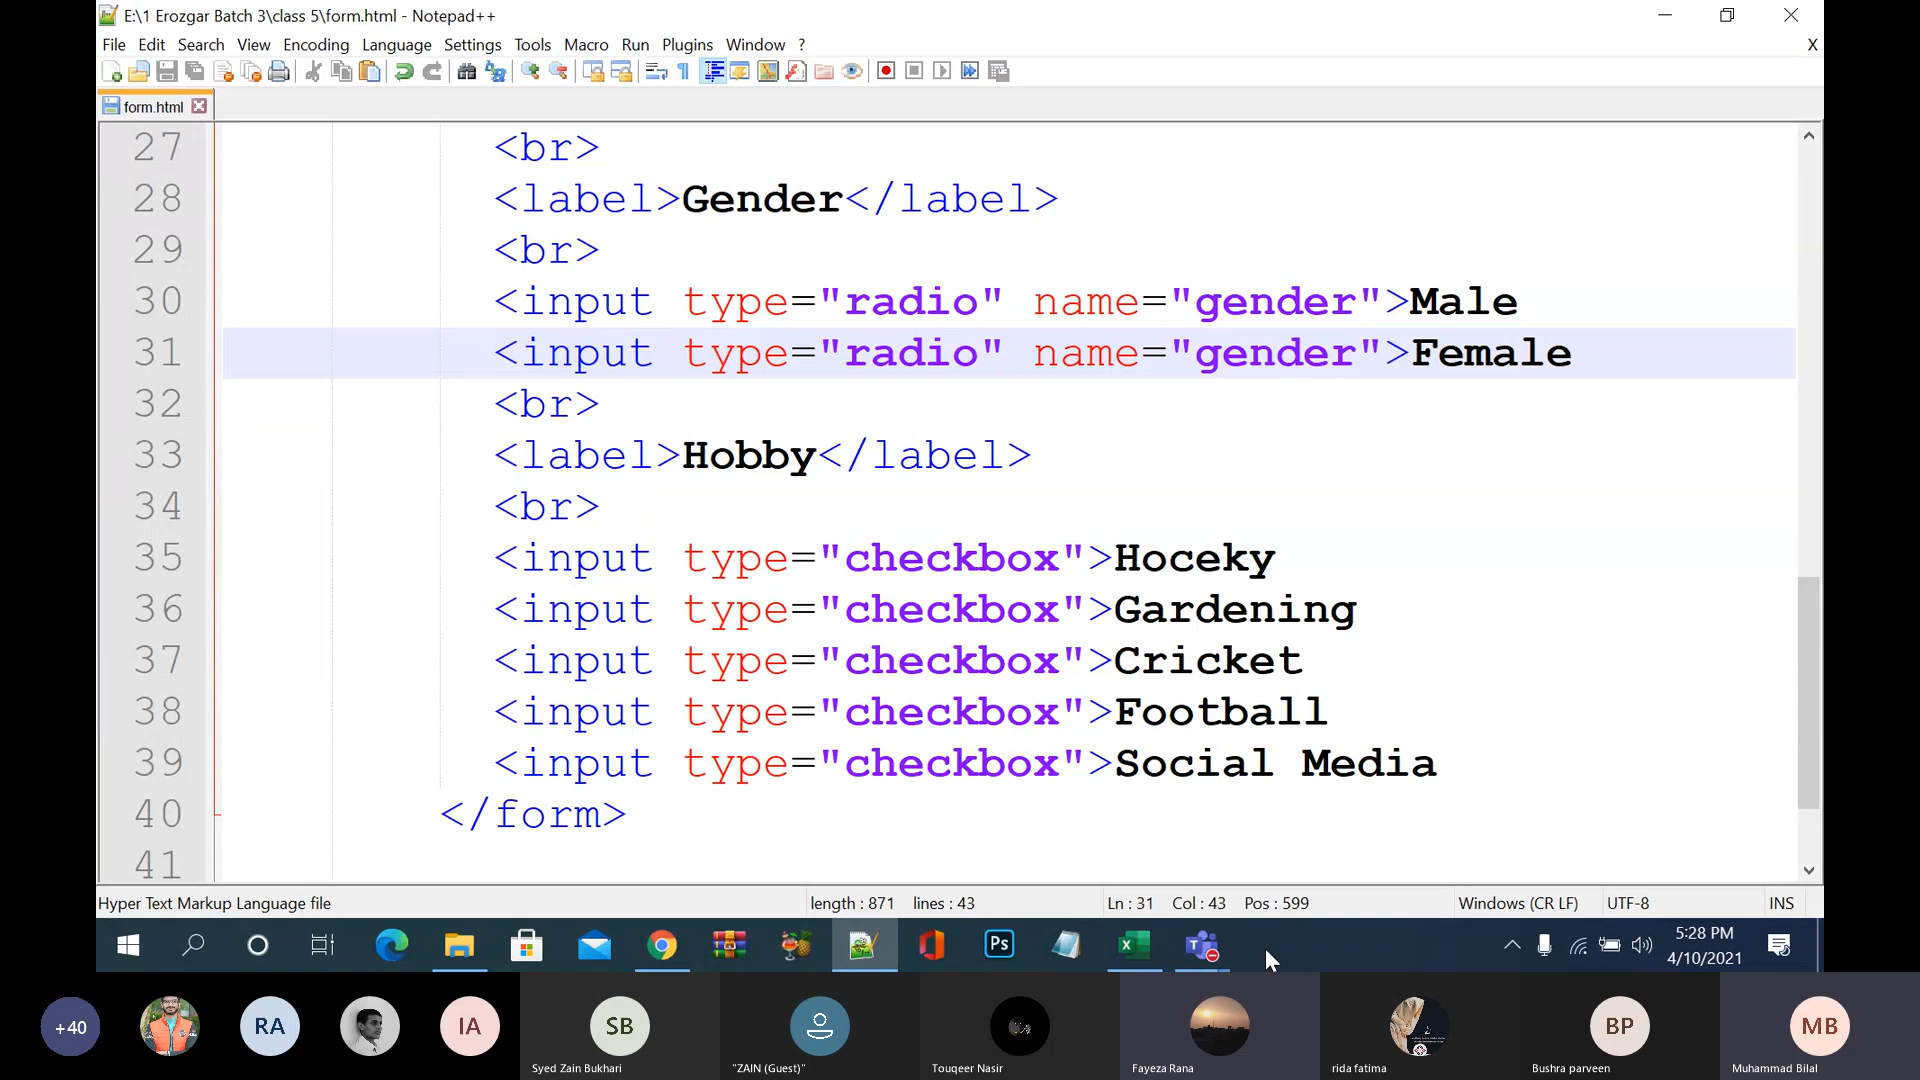 E:\1 Erozgar Batch 3\class 5\form.html - Notepad++
File Edit Search View Encoding Language Settings Tools Macro Run Plugins Window ? X
form.html
27 <br>
28 <label>Gender</label>
29 <br>
30 <input type="radio" name="gender">Male
31 <input type="radio" name="gender">Female
32 <br>
33 <label>Hobby</label>
34 <br>
35 <input type="checkbox">Hoceky
36 <input type="checkbox">Gardening
37 <input type="checkbox">Cricket
38 <input type="checkbox">Football
39 <input type="checkbox">Social Media
40 </form>
41
Hyper Text Markup Language file length : 871 lines : 43 Ln : 31 Col : 43 Pos : 599 Windows (CR LF) UTF-8 INS
Ps
5:28 PM
4/10/2021
+40 RA IA SB BP MB
Syed Zain Bukhari "ZAIN (Guest)" Touqeer Nasir Fayeza Rana rida fatima Bushra parveen Muhammad Bilal